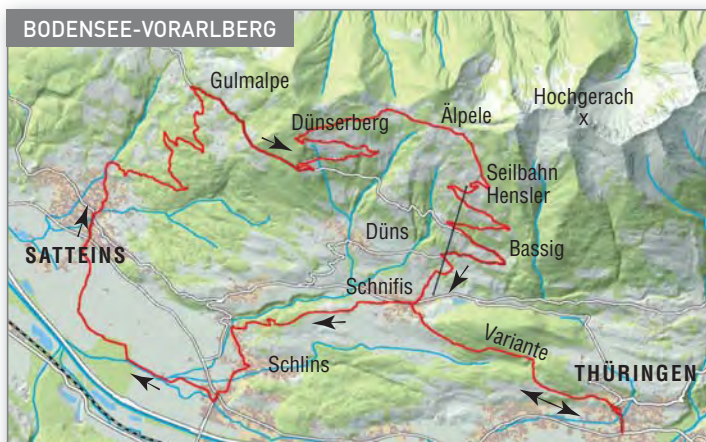 BODENSEE-VORARLBERG
Gulmalpe
Hochgerach
x
Dünserberg
Älpele
Seilbahn
Hensler
SATTEINS
Düns
Bassig
Schnifis
Variante
Schlins
THÜRINGEN